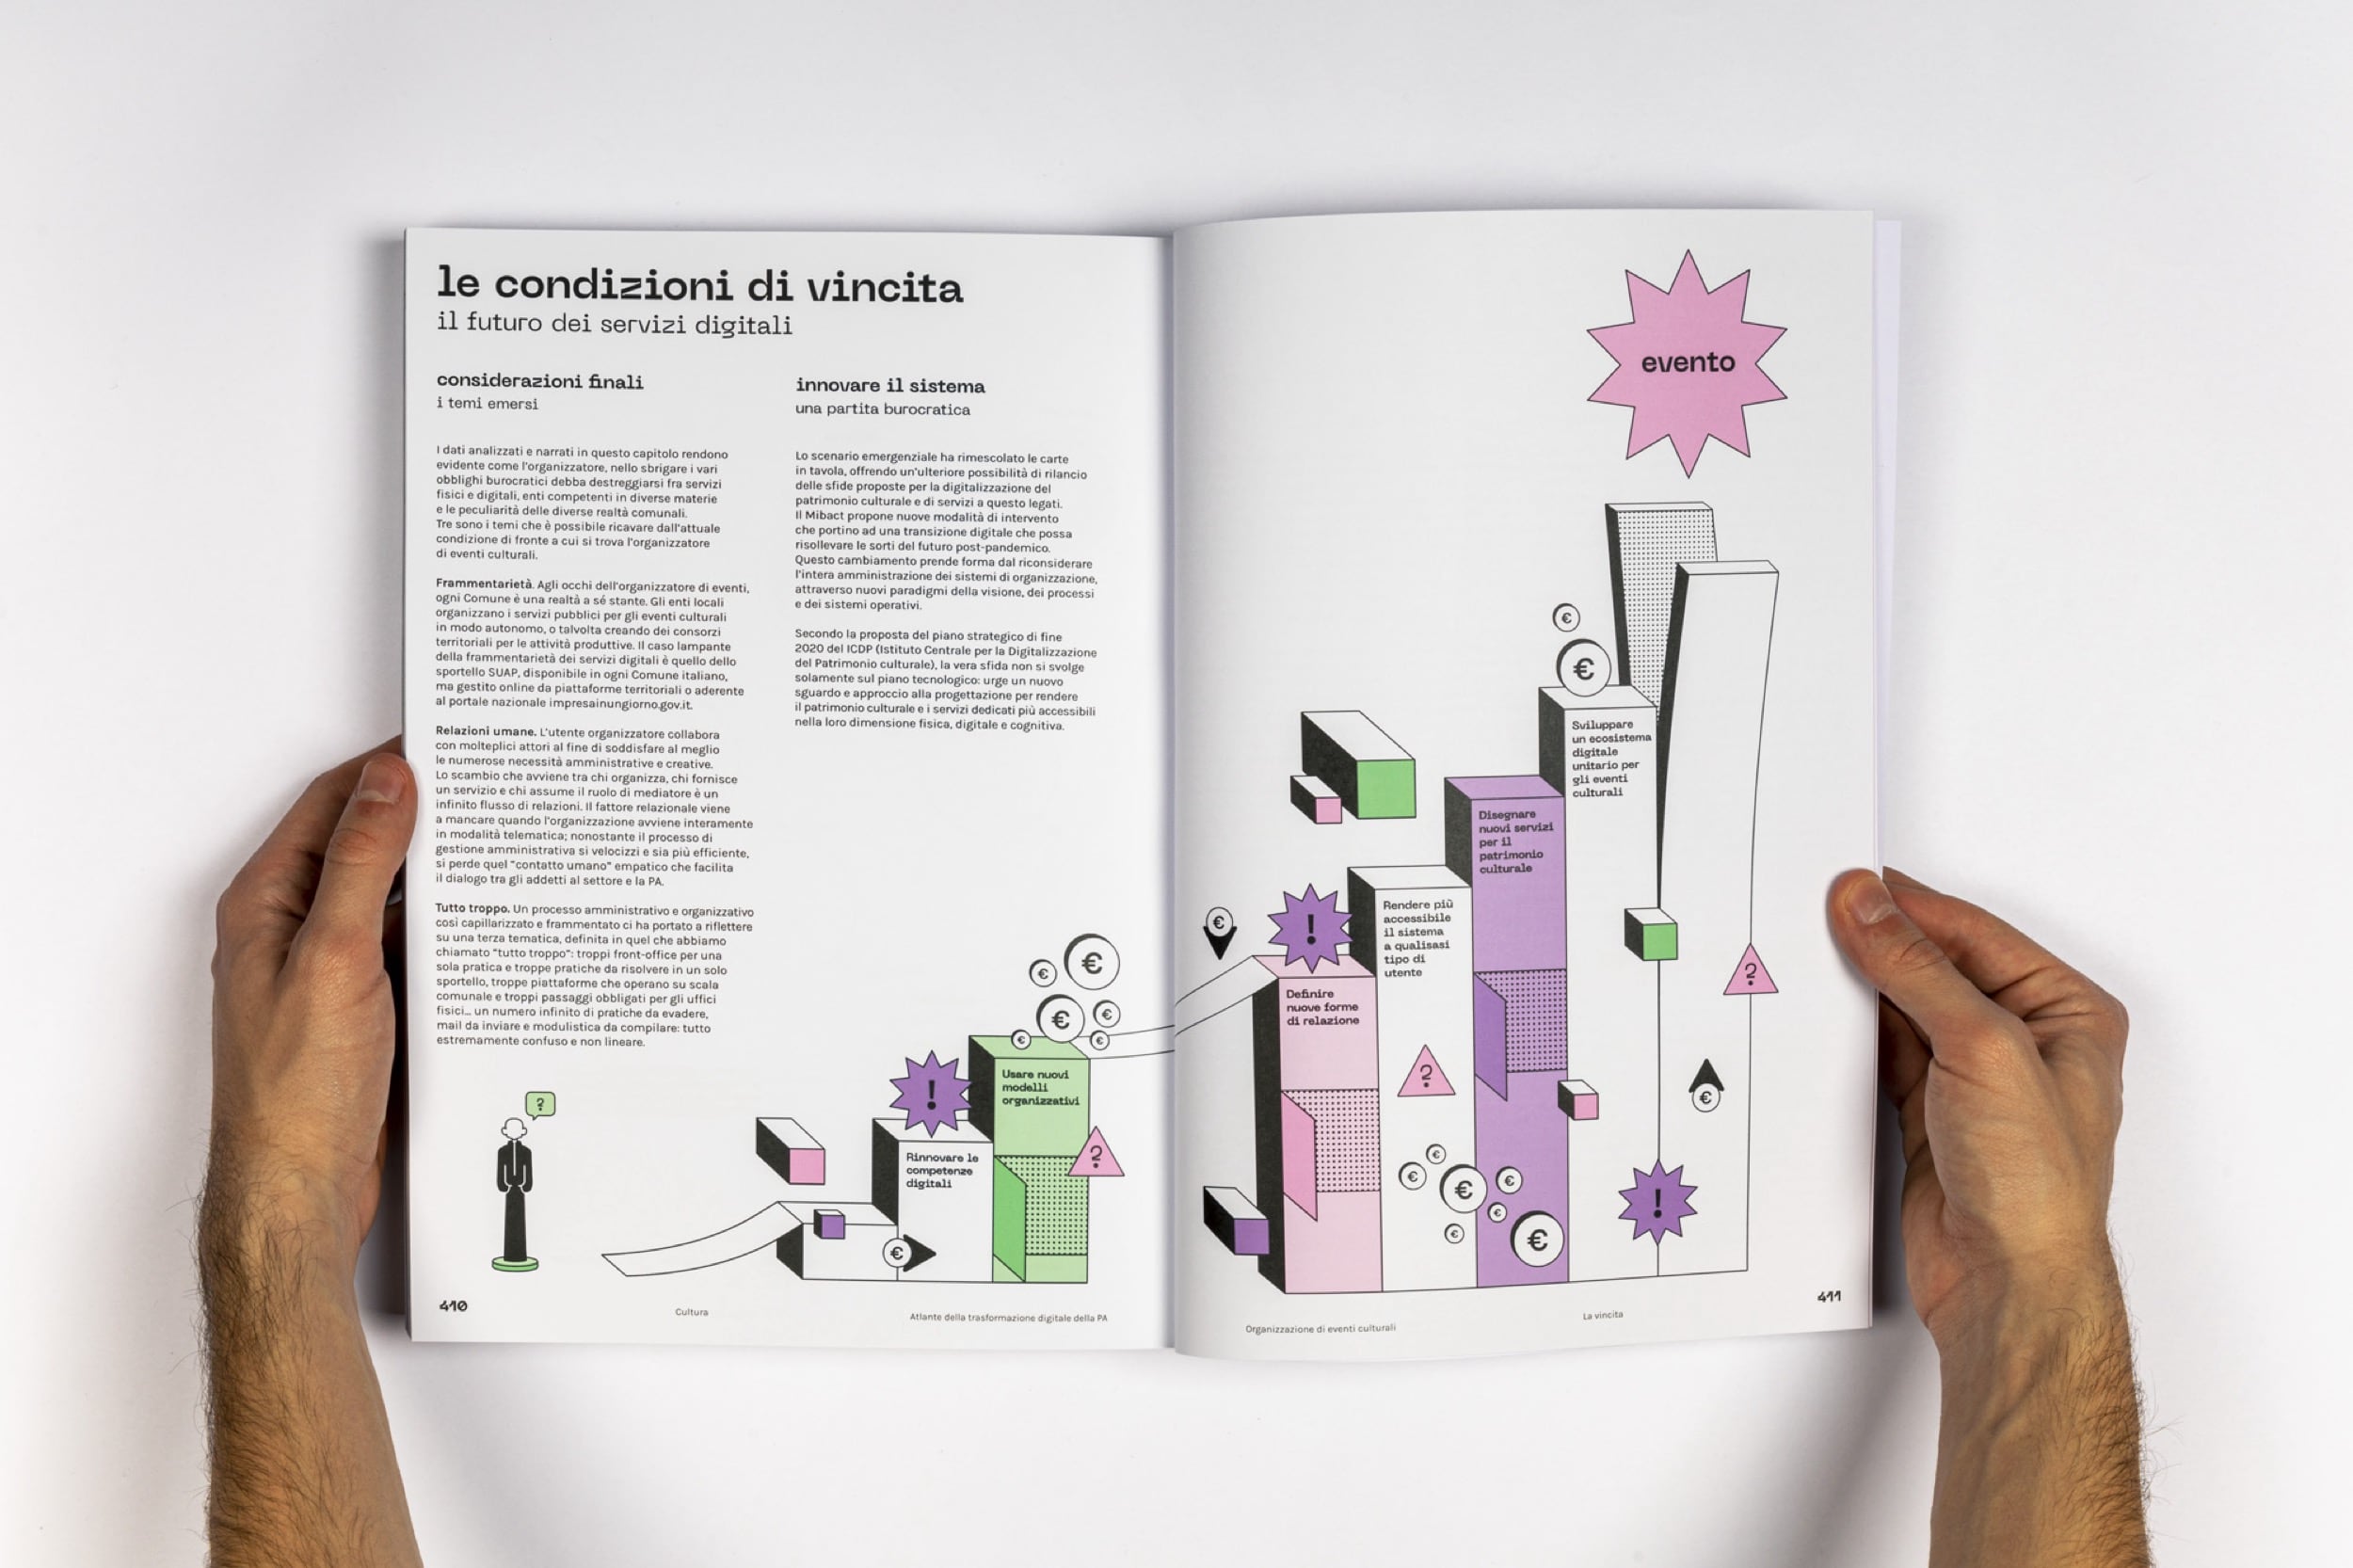 le condizioni di vincita
il futuro dei servizi digitali
considerazioni finali
i temi emersi
I dati analizzati e narrati in questo capitolo rendono
evidente come l'organizzatore, nello sbrigare i vari
obblighi burocratici debba destreggiarsi fra servizi
fisici e digitali, enti competenti in diverse materie
e le peculiarità delle diverse realtà comunali.
Tre sono i temi che è possibile ricavare dall'attuale
condizione di fronte a cui si trova l'organizzatore
di eventi culturali.
Frammentarietà. Agli occhi dell'organizzatore di eventi,
ogni Comune è una realtà a sé stante. Gli enti locali
organizzano i servizi pubblici per gli eventi culturali
in modo autonomo, o talvolta creando dei consorzi
territoriali per le attività produttive. Il caso lampante
della frammentarietà dei servizi digitali è quello dello
sportello SUAP, disponibile in ogni Comune italiano,
ma gestito online da piattaforme territoriali o aderente
al portale nazionale impresainungiorno.gov.it.
Relazioni umane. L'utente organizzatore collabora
con molteplici attori al fine di soddisfare al meglio
le numerose necessità amministrative e creative.
Lo scambio che avviene tra chi organizza, chi fornisce
un servizio e chi assume il ruolo di mediatore è un
infinito flusso di relazioni. Il fattore relazionale viene
a mancare quando l'organizzazione avviene interamente
in modalità telematica; nonostante il processo di
gestione amministrativa si velocizzi e sia più efficiente,
si perde quel "contatto umano" empatico che facilita
il dialogo tra gli addetti al settore e la PA.
Tutto troppo. Un processo amministrativo e organizzativo
così capillarizzato e frammentato ci ha portato a riflettere
su una terza tematica, definita in quel che abbiamo
chiamato "tutto troppo": troppi front-office per una
sola pratica e troppe pratiche da risolvere in un solo
sportello, troppe piattaforme che operano su scala
comunale e troppi passaggi obbligati per gli uffici
fisici... un numero infinito di pratiche da evadere,
mail da inviare e modulistica da compilare: tutto
estremamente confuso e non lineare.
innovare il sistema
una partita burocratica
Lo scenario emergenziale ha rimescolato le carte
in tavola, offrendo un'ulteriore possibilità di rilancio
delle sfide proposte per la digitalizzazione del
patrimonio culturale e di servizi a questo legati.
Il Mibact propone nuove modalità di intervento
che portino ad una transizione digitale che possa
risollevare le sorti del futuro post-pandemico.
Questo cambiamento prende forma dal riconsiderare
l'intera amministrazione dei sistemi di organizzazione,
attraverso nuovi paradigmi della visione, dei processi
e dei sistemi operativi.
Secondo la proposta del piano strategico di fine
2020 del ICDP (Istituto Centrale per la Digitalizzazione
del Patrimonio culturale), la vera sfida non si svolge
solamente sul piano tecnologico: urge un nuovo
sguardo e approccio alla progettazione per rendere
il patrimonio culturale e i servizi dedicati più accessibili
nella loro dimensione fisica, digitale e cognitiva.
?
€
€
€
€
€
€
!
Usare nuovi
modelli
organizzativi
?
Rinnovare le
competenze
digitali
€
410
Cultura
Atlante della trasformazione digitale della PA
evento
€
€
Sviluppare
un ecosistema
digitale
unitario per
gli eventi
culturali
Disegnare
nuovi servizi
per il
patrimonio
culturale
Rendere più
accessibile
il sistema
a qualisasi
tipo di
utente
€
!
Definire
nuove forme
di relazione
?
?
€
€
€
€
€
€
€
€
!
Organizzazione di eventi culturali
La vincita
411